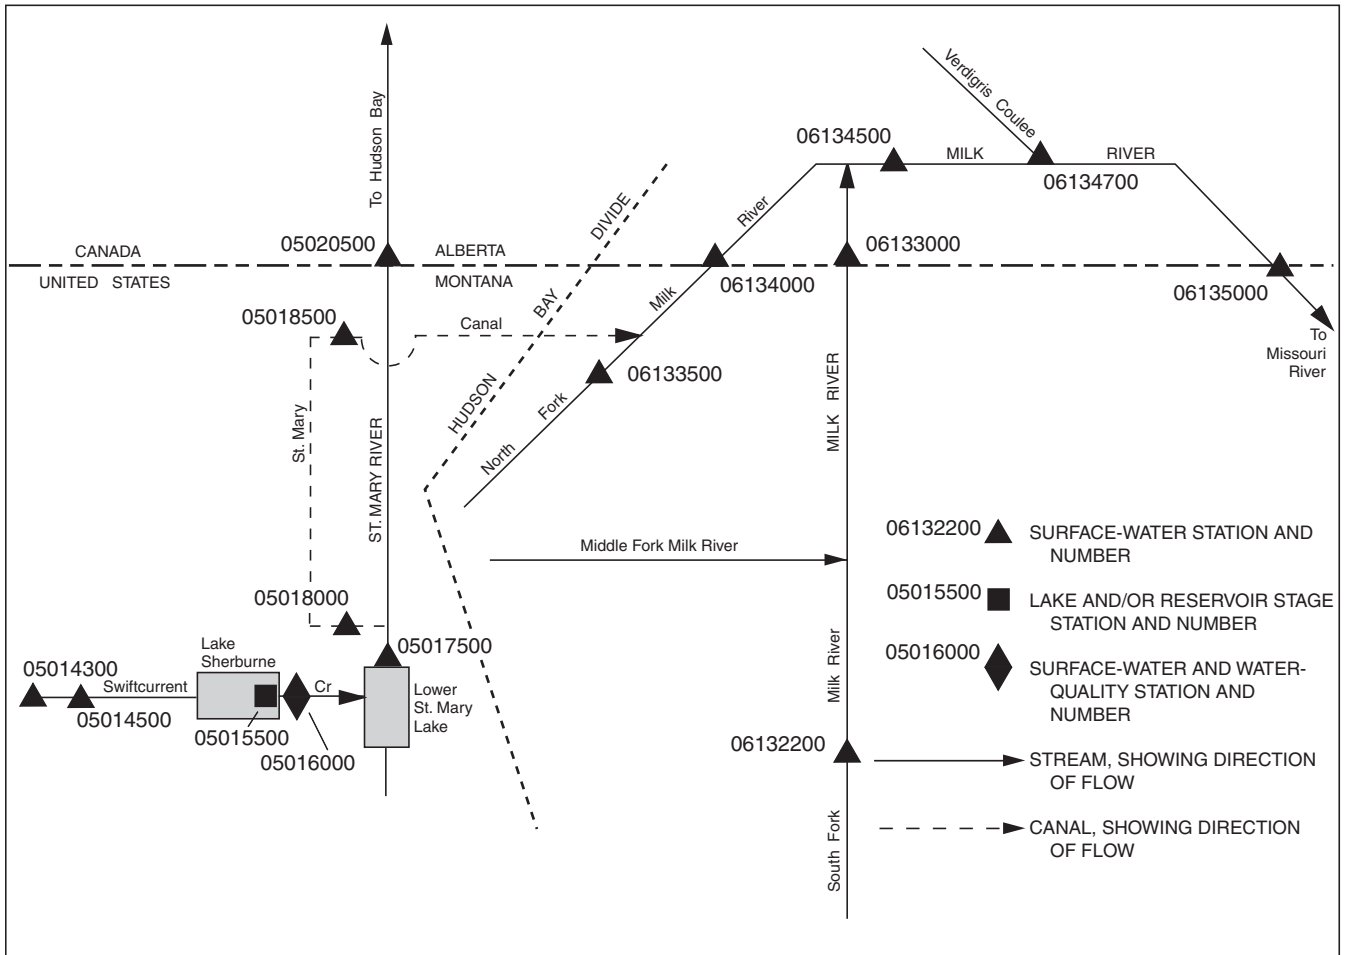 To Hudson Bay
Verdigris Coulee
06134500
MILK RIVER
06134700
River
DIVIDE
CANADA
05020500
ALBERTA
06133000
UNITED STATES
MONTANA
06134000
06135000
Milk
BAY
05018500
Canal
To
Missouri
River
06133500
HUDSON
Fork
North
St. Mary
ST. MARY RIVER
MILK RIVER
Middle Fork Milk River
05018000
05017500
Lake
Sherburne
05014300
Swiftcurrent
Cr
05014500
05015500
05016000
Lower
St. Mary
Lake
Milk River
06132200
South Fork
06132200
SURFACE-WATER STATION AND
NUMBER
05015500
LAKE AND/OR RESERVOIR STAGE
STATION AND NUMBER
05016000
SURFACE-WATER AND WATER-
QUALITY STATION AND
NUMBER
STREAM, SHOWING DIRECTION
OF FLOW
CANAL, SHOWING DIRECTION
OF FLOW